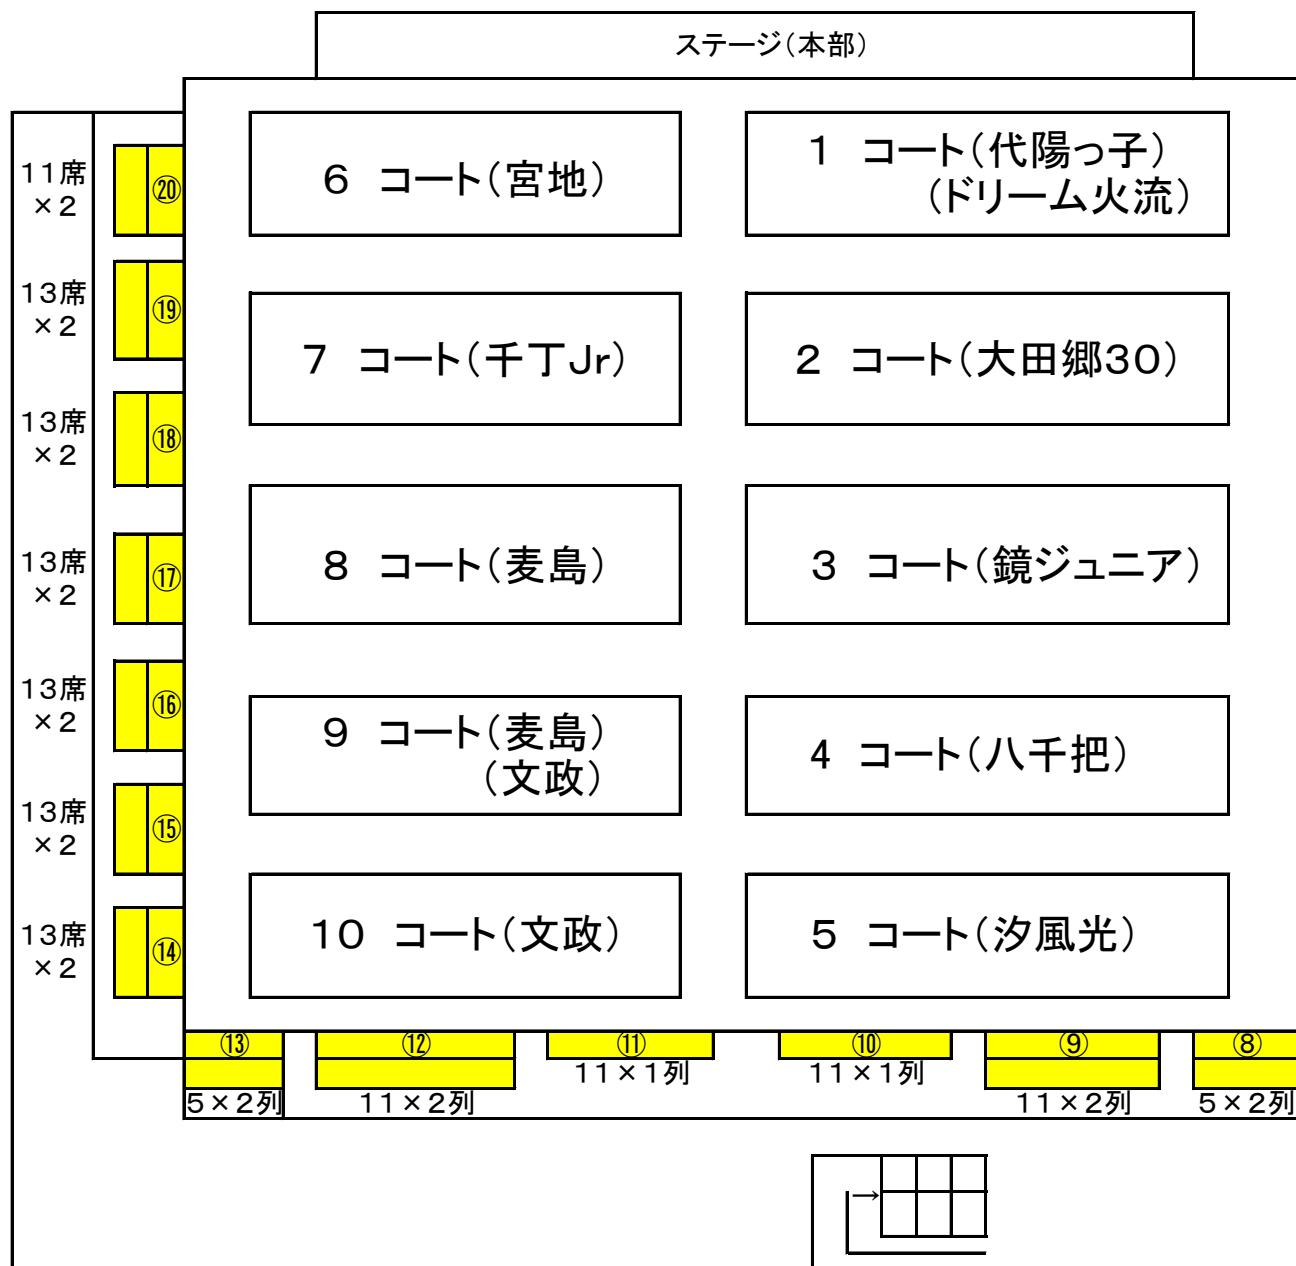 ステージ(本部)
11席
×2
⑳
6 コート(宮地)
1 コート(代陽っ子)
(ドリーム火流)
13席
×2
⑲
7 コート(千丁Jr)
2 コート(大田郷30)
13席
×2
⑱
13席
×2
⑰
8 コート(麦島)
3 コート(鏡ジュニア)
13席
×2
⑯
9 コート(麦島)
(文政)
4 コート(八千把)
13席
×2
⑮
13席
×2
⑭
10 コート(文政)
5 コート(汐風光)
⑬
⑫
⑪
⑩
⑨
⑧
5×2列
11×2列
11×1列
11×1列
11×2列
5×2列
→